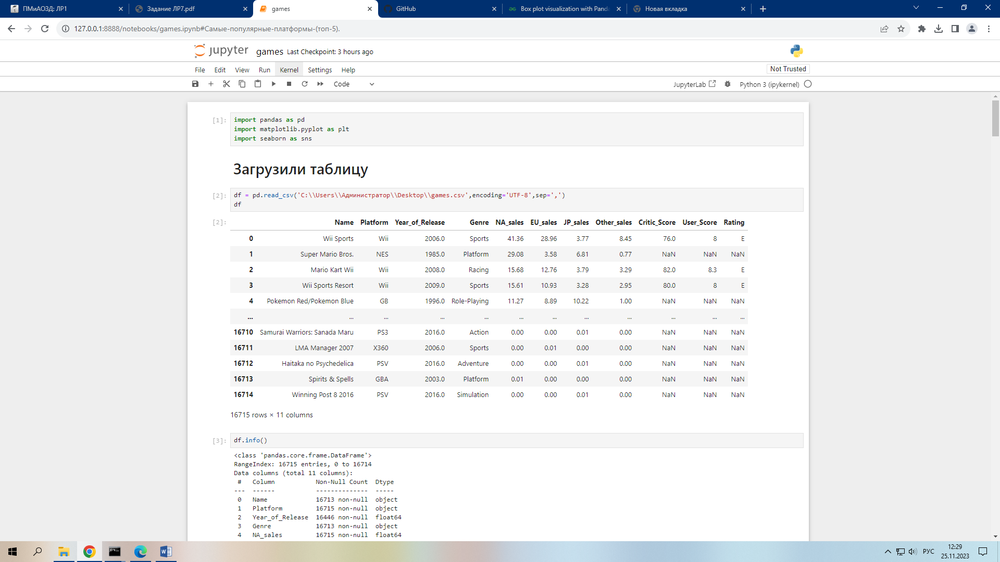 ПМиАОЗД: ЛР1
Задание ЛР7.pdf
games
GitHub
Box plot visualization with Panda
Новая вкладка
127.0.0.1:8888/notebooks/games.ipynb#Самые-популярные-платформы-(топ-5).
jupyter games Last Checkpoint: 3 hours ago
File Edit View Run Kernel Settings Help
Not Trusted
Code
JupyterLab
Python 3 (ipykernel)
[1]: import pandas as pd
import matplotlib.pyplot as plt
import seaborn as sns
Загрузили таблицу
[2]: df = pd.read_csv('C:\\Users\\Администратор\\Desktop\\games.csv',encoding='UTF-8',sep=',')
df
[2]: Name Platform Year_of_Release Genre NA_sales EU_sales JP_sales Other_sales Critic_Score User_Score Rating
0 Wii Sports Wii 2006.0 Sports 41.36 28.96 3.77 8.45 76.0 8 E
1 Super Mario Bros. NES 1985.0 Platform 29.08 3.58 6.81 0.77 NaN NaN NaN
2 Mario Kart Wii Wii 2008.0 Racing 15.68 12.76 3.79 3.29 82.0 8.3 E
3 Wii Sports Resort Wii 2009.0 Sports 15.61 10.93 3.28 2.95 80.0 8 E
4 Pokemon Red/Pokemon Blue GB 1996.0 Role-Playing 11.27 8.89 10.22 1.00 NaN NaN NaN
... ... ... ... ... ... ... ... ... ... ... ...
16710 Samurai Warriors: Sanada Maru PS3 2016.0 Action 0.00 0.00 0.01 0.00 NaN NaN NaN
16711 LMA Manager 2007 X360 2006.0 Sports 0.00 0.01 0.00 0.00 NaN NaN NaN
16712 Haitaka no Psychedelica PSV 2016.0 Adventure 0.00 0.00 0.01 0.00 NaN NaN NaN
16713 Spirits & Spells GBA 2003.0 Platform 0.01 0.00 0.00 0.00 NaN NaN NaN
16714 Winning Post 8 2016 PSV 2016.0 Simulation 0.00 0.00 0.01 0.00 NaN NaN NaN
16715 rows × 11 columns
[3]: df.info()
<class 'pandas.core.frame.DataFrame'>
RangeIndex: 16715 entries, 0 to 16714
Data columns (total 11 columns):
# Column Non-Null Count Dtype
--- ------ -------------- -----
0 Name 16713 non-null object
1 Platform 16715 non-null object
2 Year_of_Release 16446 non-null float64
3 Genre 16713 non-null object
4 NA_sales 16715 non-null float64
РУС
12:29
25.11.2023